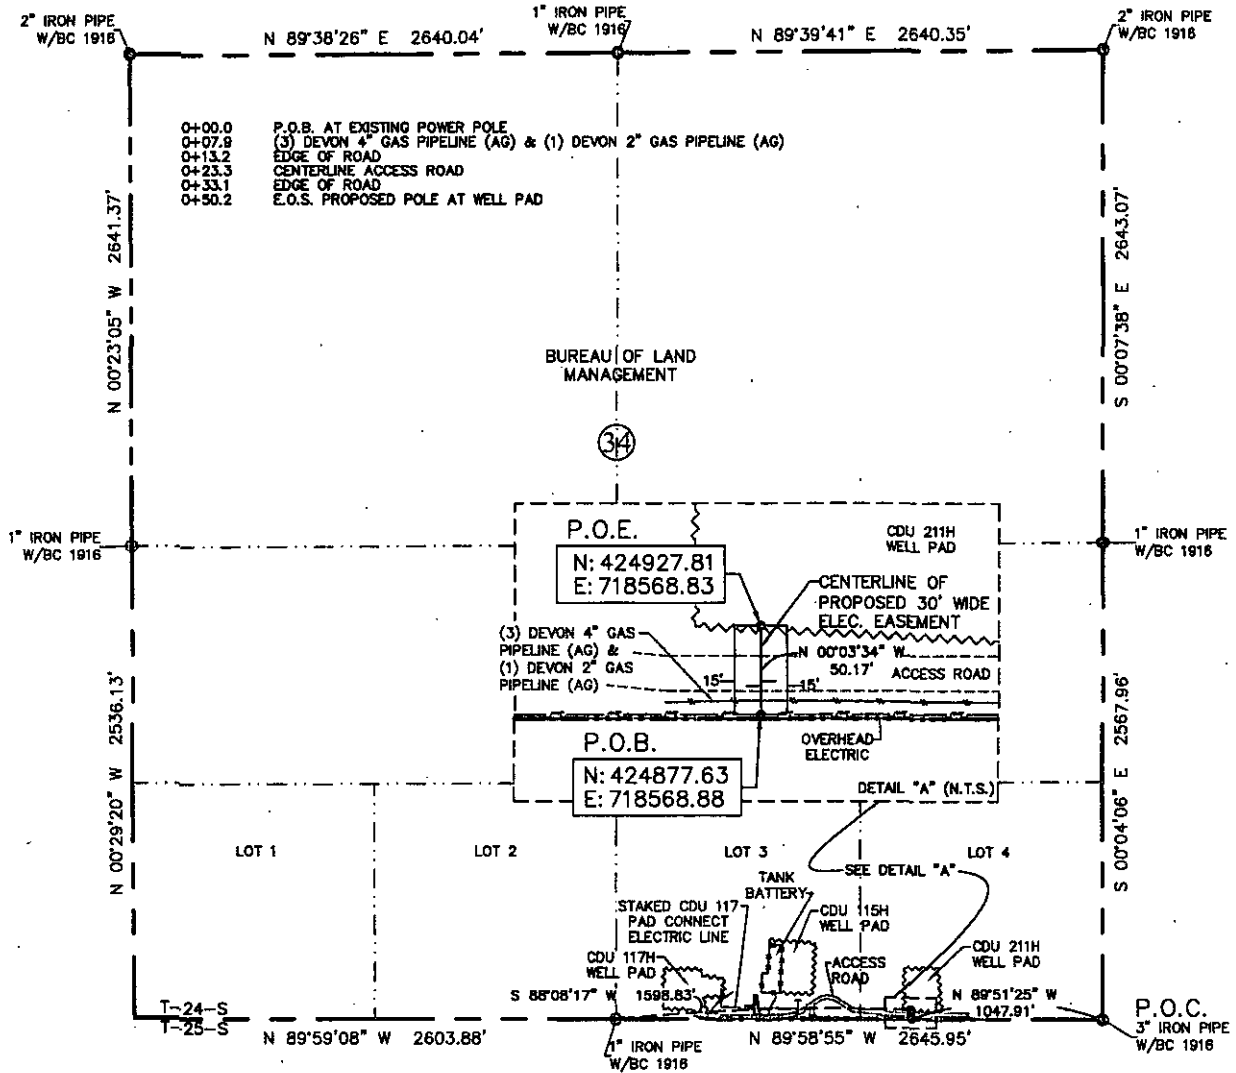 2" IRON PIPE
W/BC 1916
N 89°38'26" E 2640.04'
1" IRON PIPE
W/BC 1916
N 89°39'41" E 2640.35'
2" IRON PIPE
W/BC 1916
0+00.0 P.O.B. AT EXISTING POWER POLE
0+07.9 (3) DEVON 4" GAS PIPELINE (AG) & (1) DEVON 2" GAS PIPELINE (AG)
0+13.2 EDGE OF ROAD
0+23.3 CENTERLINE ACCESS ROAD
0+33.1 EDGE OF ROAD
0+50.2 E.O.S. PROPOSED POLE AT WELL PAD
N 00°23'05" W 2641.37'
S 00°07'38" E 2643.07'
BUREAU OF LAND
MANAGEMENT
34
1" IRON PIPE
W/BC 1916
1" IRON PIPE
W/BC 1916
P.O.E.
N: 424927.81
E: 718568.83
CDU 211H
WELL PAD
CENTERLINE OF
PROPOSED 30' WIDE
ELEC. EASEMENT
(3) DEVON 4" GAS
PIPELINE (AG) &
(1) DEVON 2" GAS
PIPELINE (AG)
N 00°03'34" W
50.17'
ACCESS ROAD
15'
15'
OVERHEAD
ELECTRIC
P.O.B.
N: 424877.63
E: 718568.88
DETAIL "A" (N.T.S.)
N 00°29'20" W 2536.13'
S 00°04'06" E 2567.96'
LOT 1
LOT 2
LOT 3
LOT 4
SEE DETAIL "A"
TANK
BATTERY
STAKED CDU 117
PAD CONNECT
ELECTRIC LINE
CDU 115H
WELL PAD
CDU 117H
WELL PAD
ACCESS
ROAD
CDU 211H
WELL PAD
S 88°08'17" W 1598.83'
N 89°51'25" W
1047.91'
T-24-S
T-25-S
N 89°59'08" W 2603.88'
1" IRON PIPE
W/BC 1916
N 89°58'55" W 2645.95'
P.O.C.
3" IRON PIPE
W/BC 1916